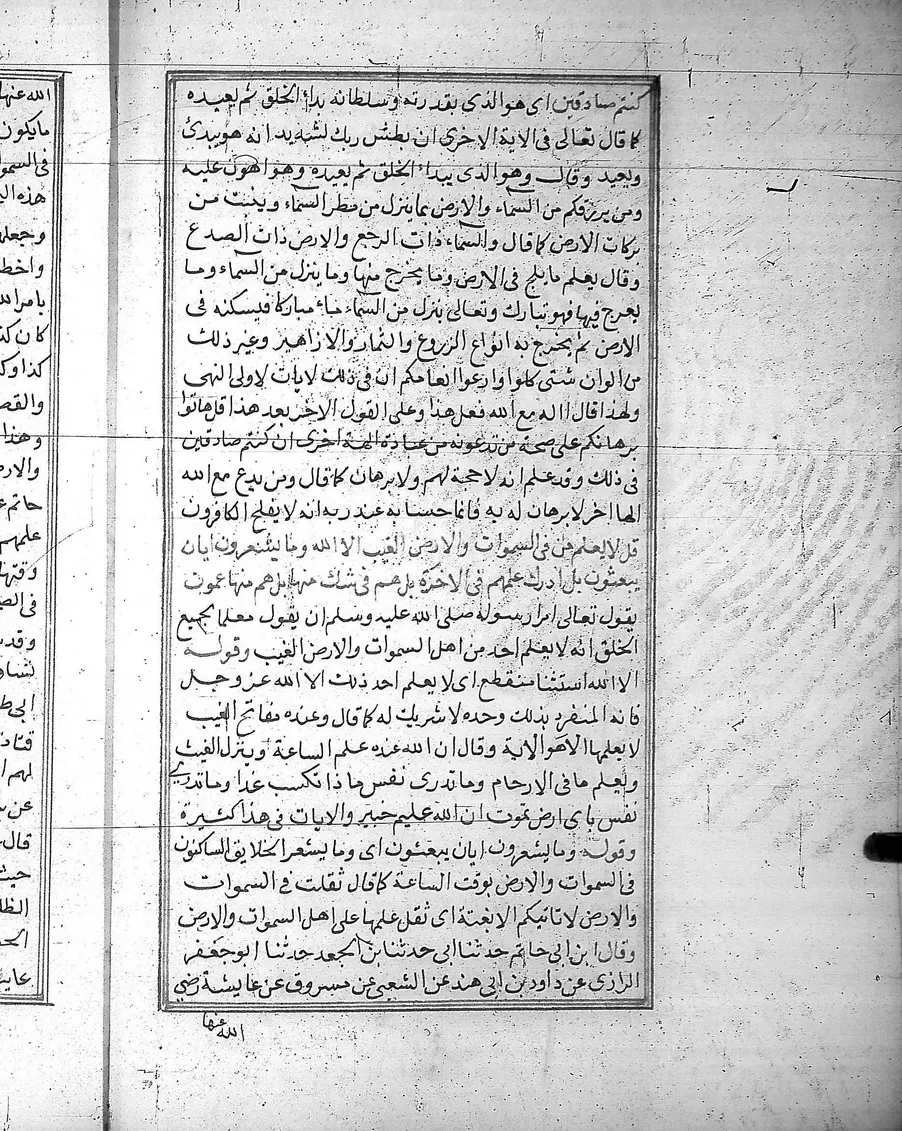 كنتم صادقين اى هو الذى بقدرته وسلطانه بداء الخلق ثم يعيده
كما قال تعالى فى الاية الاخرى ان بطش ربك لشديد انه هو يبدئ
ويعيد وقال وهو الذى يبداء الخلق ثم يعيده وهو اهون عليه
ومن يرزقكم من السماء والارض بما ينزل من مطر السماء وينبت من
بركات الارض كما قال والسماء ذات الرجع والارض ذات الصدع
وقال يعلم ما يلج فى الارض وما يخرج منها وما ينزل من السماء وما
يعرج فيها فهو تبارك وتعالى ينزل من السماء ماء مباركا فيسكنه فى
الارض ثم يخرج به انواع الزروع والثمار والازاهير وغير ذلك
من الوان شتى كلوا وارعوا انعامكم ان فى ذلك لايات لاولى النهى
ولهذا قال االه مع الله فعل هذا وعلى القول الاخر بعد هذا قل هاتوا
برهانكم على صحة من تدعونه من عبادة الهة اخرى ان كنتم صادقين
فى ذلك وقد علم انه لا حجة لهم ولا برهان كما قال ومن يدع مع الله
الها اخر لا برهان له به فانما حسابه عند ربه انه لا يفلح الكافرون
قل لا يعلم من فى السموات والارض الغيب الا الله وما يشعرون ايان
يبعثون بل ادرك علمهم فى الاخرة بل هم فى شك منها بل هم منها عمون
يقول تعالى امرا رسوله صلى الله عليه وسلم ان يقول معلما لجميع
الخلق انه لا يعلم احد من اهل السموات والارض الغيب وقوله
الا الله استثنا منقطع اى لا يعلم احد ذلك الا الله عز وجل
فانه المنفرد بذلك وحده لا شريك له كما قال وعنده مفاتح الغيب
لا يعلمها الا هو الاية وقال ان الله عنده علم الساعة وينزل الغيث
ويعلم ما فى الارحام وما تدرى نفس ماذا تكسب غدا وما تدرى
نفس باى ارض تموت ان الله عليم خبير والايات فى هذا كثيرة
وقوله وما يشعرون ايان يبعثون اى وما يشعر الخلايق الساكنون
فى السموات والارض بوقت الساعة كما قال ثقلت فى السموات
والارض لا تاتيكم الا بغتة اى ثقل علمها على اهل السموات والارض
وقال ابن ابى حاتم حدثنا ابى حدثنا بن الجعد حدثنا ابو جعفر
الرازى عن داود بن ابى هند عن الشعبى عن مسروق عن عايشة رضي
الله عنها